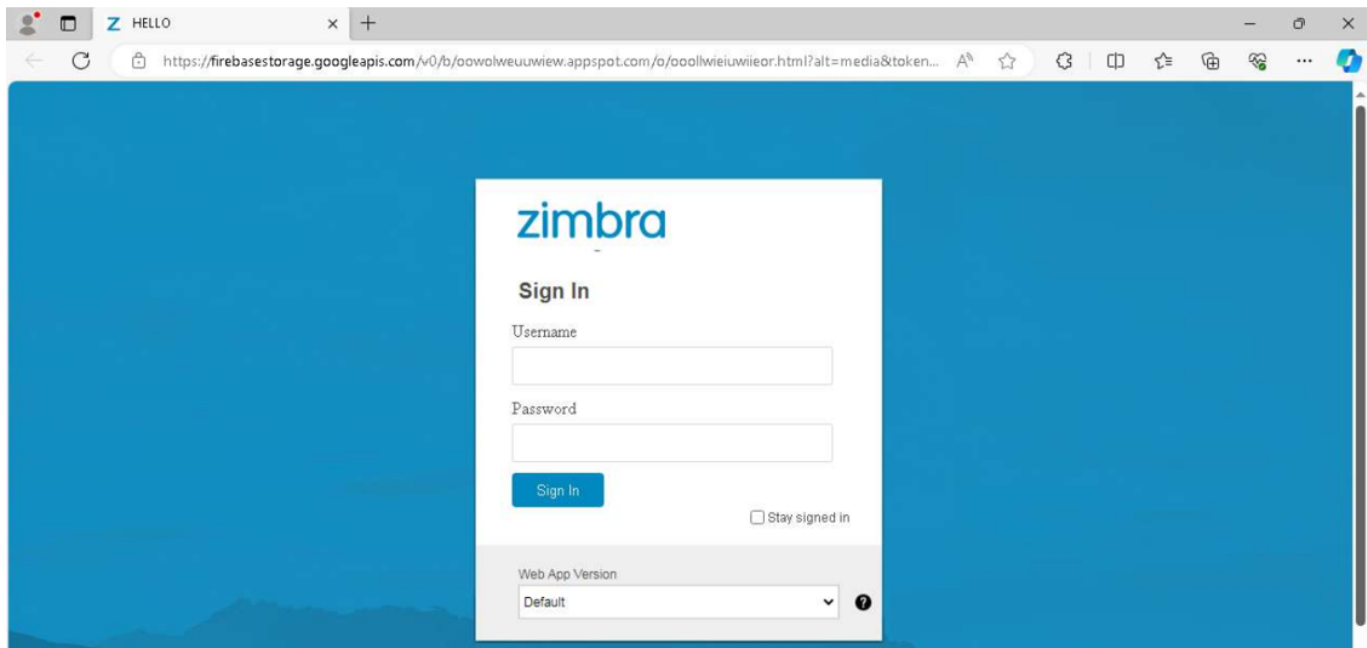 HELLO
https://firebasestorage.googleapis.com/v0/b/oowolweuuwiew.appspot.com/o/ooollwieiuwiieor.html?alt=media&token...
zimbra
Sign In
Username
Password
Sign In
Stay signed in
Web App Version
Default